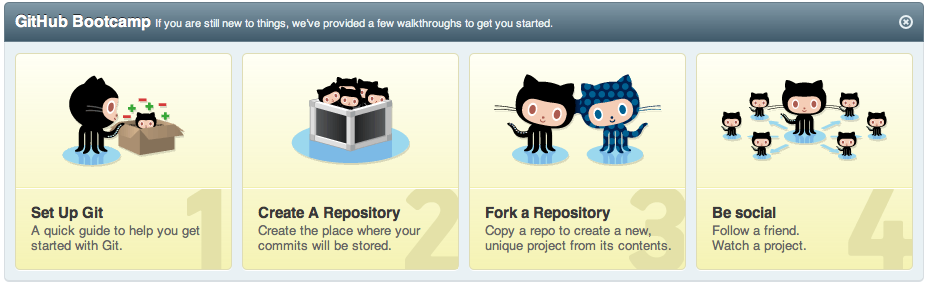 GitHub Bootcamp If you are still new to things, we've provided a few walkthroughs to get you started.
1
Set Up Git
A quick guide to help you get
started with Git.
2
Create A Repository
Create the place where your
commits will be stored.
3
Fork a Repository
Copy a repo to create a new,
unique project from its contents.
4
Be social
Follow a friend.
Watch a project.